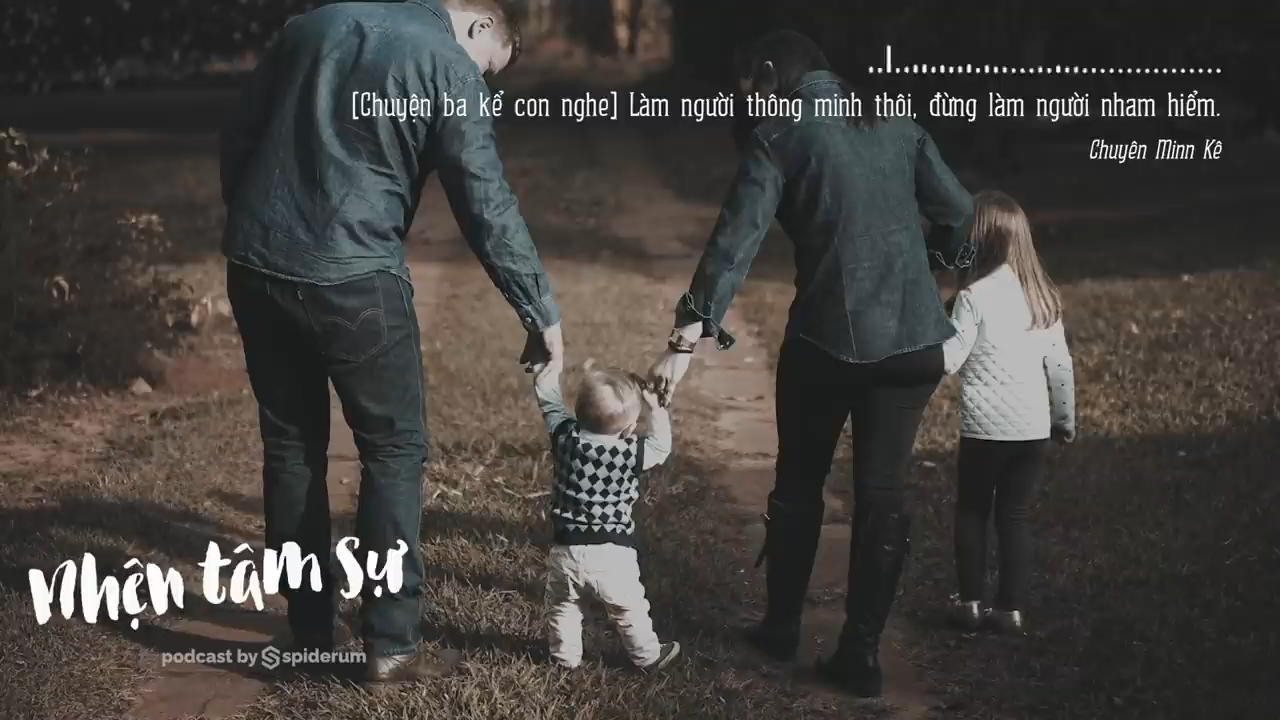 [Chuyện ba kể con nghe] Làm người thông minh thôi, đừng làm người nham hiểm.
Chuyên Minn Kê
Nhện tâm sự
podcast by spiderum